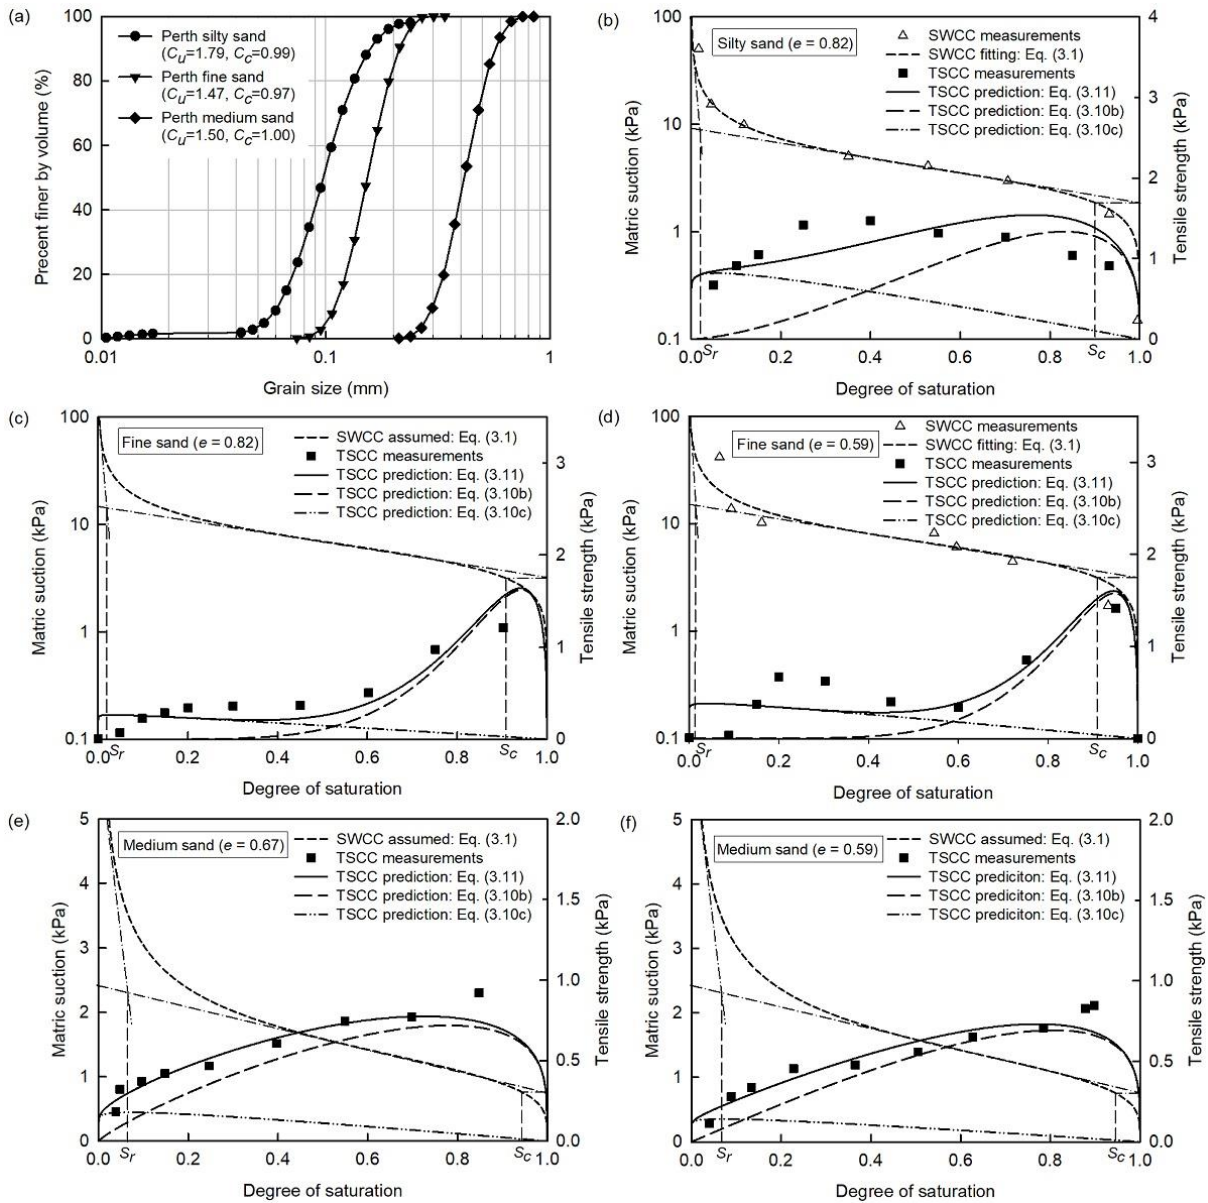 (a)
Precent finer by volume (%)
100
80
60
40
20
0
Perth silty sand
(Cu=1.79, Cc=0.99)
Perth fine sand
(Cu=1.47, Cc=0.97)
Perth medium sand
(Cu=1.50, Cc=1.00)
0.01
0.1
1
Grain size (mm)
(b)
Matric suction (kPa)
100
10
1
0.1
Silty sand (e = 0.82)
SWCC measurements
SWCC fitting: Eq. (3.1)
TSCC measurements
TSCC prediction: Eq. (3.11)
TSCC prediction: Eq. (3.10b)
TSCC prediction: Eq. (3.10c)
4
3
2
1
0
Tensile strength (kPa)
0.0 Sr 0.2 0.4 0.6 0.8 Sc 1.0
Degree of saturation
(c)
Matric suction (kPa)
100
10
1
0.1
Fine sand (e = 0.82)
SWCC assumed: Eq. (3.1)
TSCC measurements
TSCC prediction: Eq. (3.11)
TSCC prediction: Eq. (3.10b)
TSCC prediction: Eq. (3.10c)
3
2
1
0
Tensile strength (kPa)
0.0 Sr 0.2 0.4 0.6 0.8 Sc 1.0
Degree of saturation
(d)
Matric suction (kPa)
100
10
1
0.1
Fine sand (e = 0.59)
SWCC measurements
SWCC fitting: Eq. (3.1)
TSCC measurements
TSCC prediction: Eq. (3.11)
TSCC prediction: Eq. (3.10b)
TSCC prediction: Eq. (3.10c)
3
2
1
0
Tensile strength (kPa)
0.0 Sr 0.2 0.4 0.6 0.8 Sc 1.0
Degree of saturation
(e)
Matric suction (kPa)
5
4
3
2
1
0
Medium sand (e = 0.67)
SWCC assumed: Eq. (3.1)
TSCC measurements
TSCC prediction: Eq. (3.11)
TSCC prediction: Eq. (3.10b)
TSCC prediction: Eq. (3.10c)
2.0
1.5
1.0
0.5
0.0
Tensile strength (kPa)
0.0 Sr 0.2 0.4 0.6 0.8 Sc 1.0
Degree of saturation
(f)
Matric suction (kPa)
5
4
3
2
1
0
Medium sand (e = 0.59)
SWCC assumed: Eq. (3.1)
TSCC measurements
TSCC prediciton: Eq. (3.11)
TSCC prediciton: Eq. (3.10b)
TSCC prediciton: Eq. (3.10c)
2.0
1.5
1.0
0.5
0.0
Tensile strength (kPa)
0.0 Sr 0.2 0.4 0.6 0.8 Sc 1.0
Degree of saturation